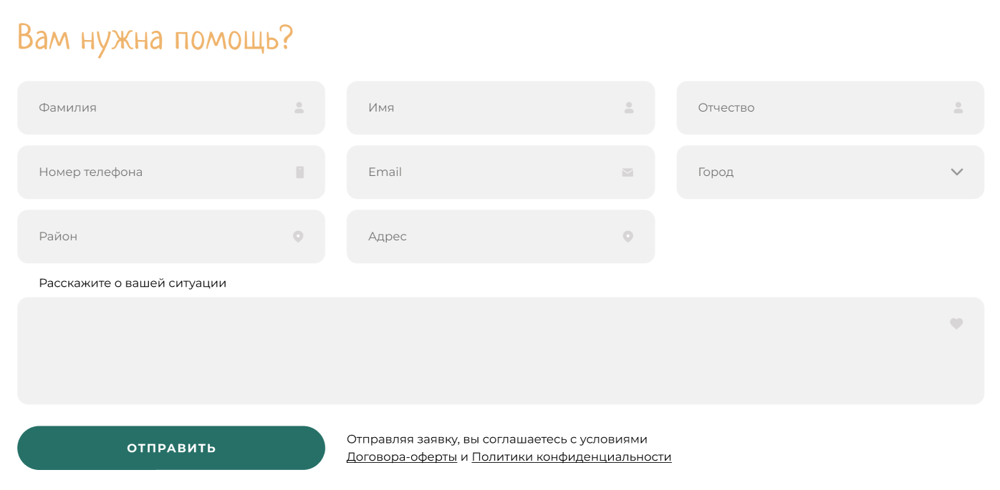 Вам нужна помощь?
Фамилия
Имя
Отчество
Номер телефона
Email
Город
Район
Адрес
Расскажите о вашей ситуации
ОТПРАВИТЬ
Отправляя заявку, вы соглашаетесь с условиями
Договора-оферты и Политики конфиденциальности